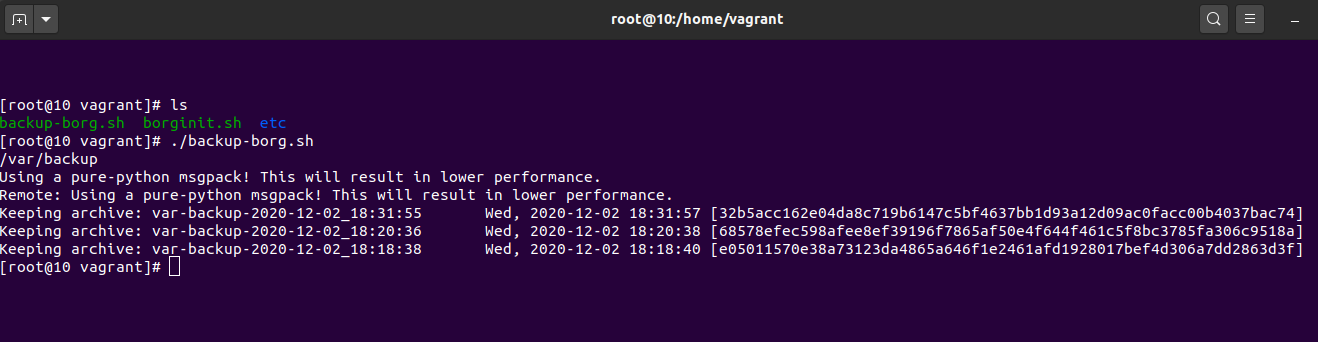 root@10:/home/vagrant
[root@10 vagrant]# ls
backup-borg.sh  borginit.sh  etc
[root@10 vagrant]# ./backup-borg.sh
/var/backup
Using a pure-python msgpack! This will result in lower performance.
Remote: Using a pure-python msgpack! This will result in lower performance.
Keeping archive: var-backup-2020-12-02_18:31:55       Wed, 2020-12-02 18:31:57 [32b5acc162e04da8c719b6147c5bf4637bb1d93a12d09ac0facc00b4037bac74]
Keeping archive: var-backup-2020-12-02_18:20:36       Wed, 2020-12-02 18:20:38 [68578efec598afee8ef39196f7865af50e4f644f461c5f8bc3785fa306c9518a]
Keeping archive: var-backup-2020-12-02_18:18:38       Wed, 2020-12-02 18:18:40 [e05011570e38a73123da4865a646f1e2461afd1928017bef4d306a7dd2863d3f]
[root@10 vagrant]#